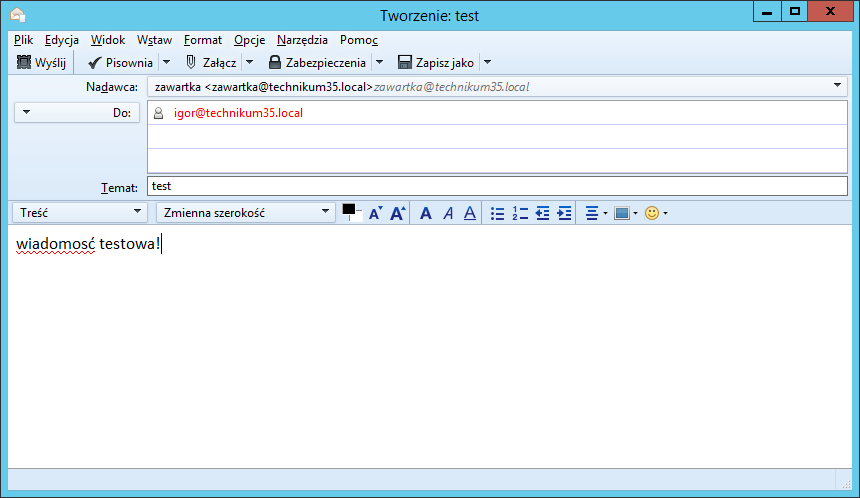 Tworzenie: test
Plik Edycja Widok Wstaw Format Opcje Narzędzia Pomoc
Wyślij Pisownia Załącz Zabezpieczenia Zapisz jako
Nadawca: zawartka <zawartka@technikum35.local> zawartka@technikum35.local
Do: igor@technikum35.local
Temat: test
Treść Zmienna szerokość
wiadomosć testowa!